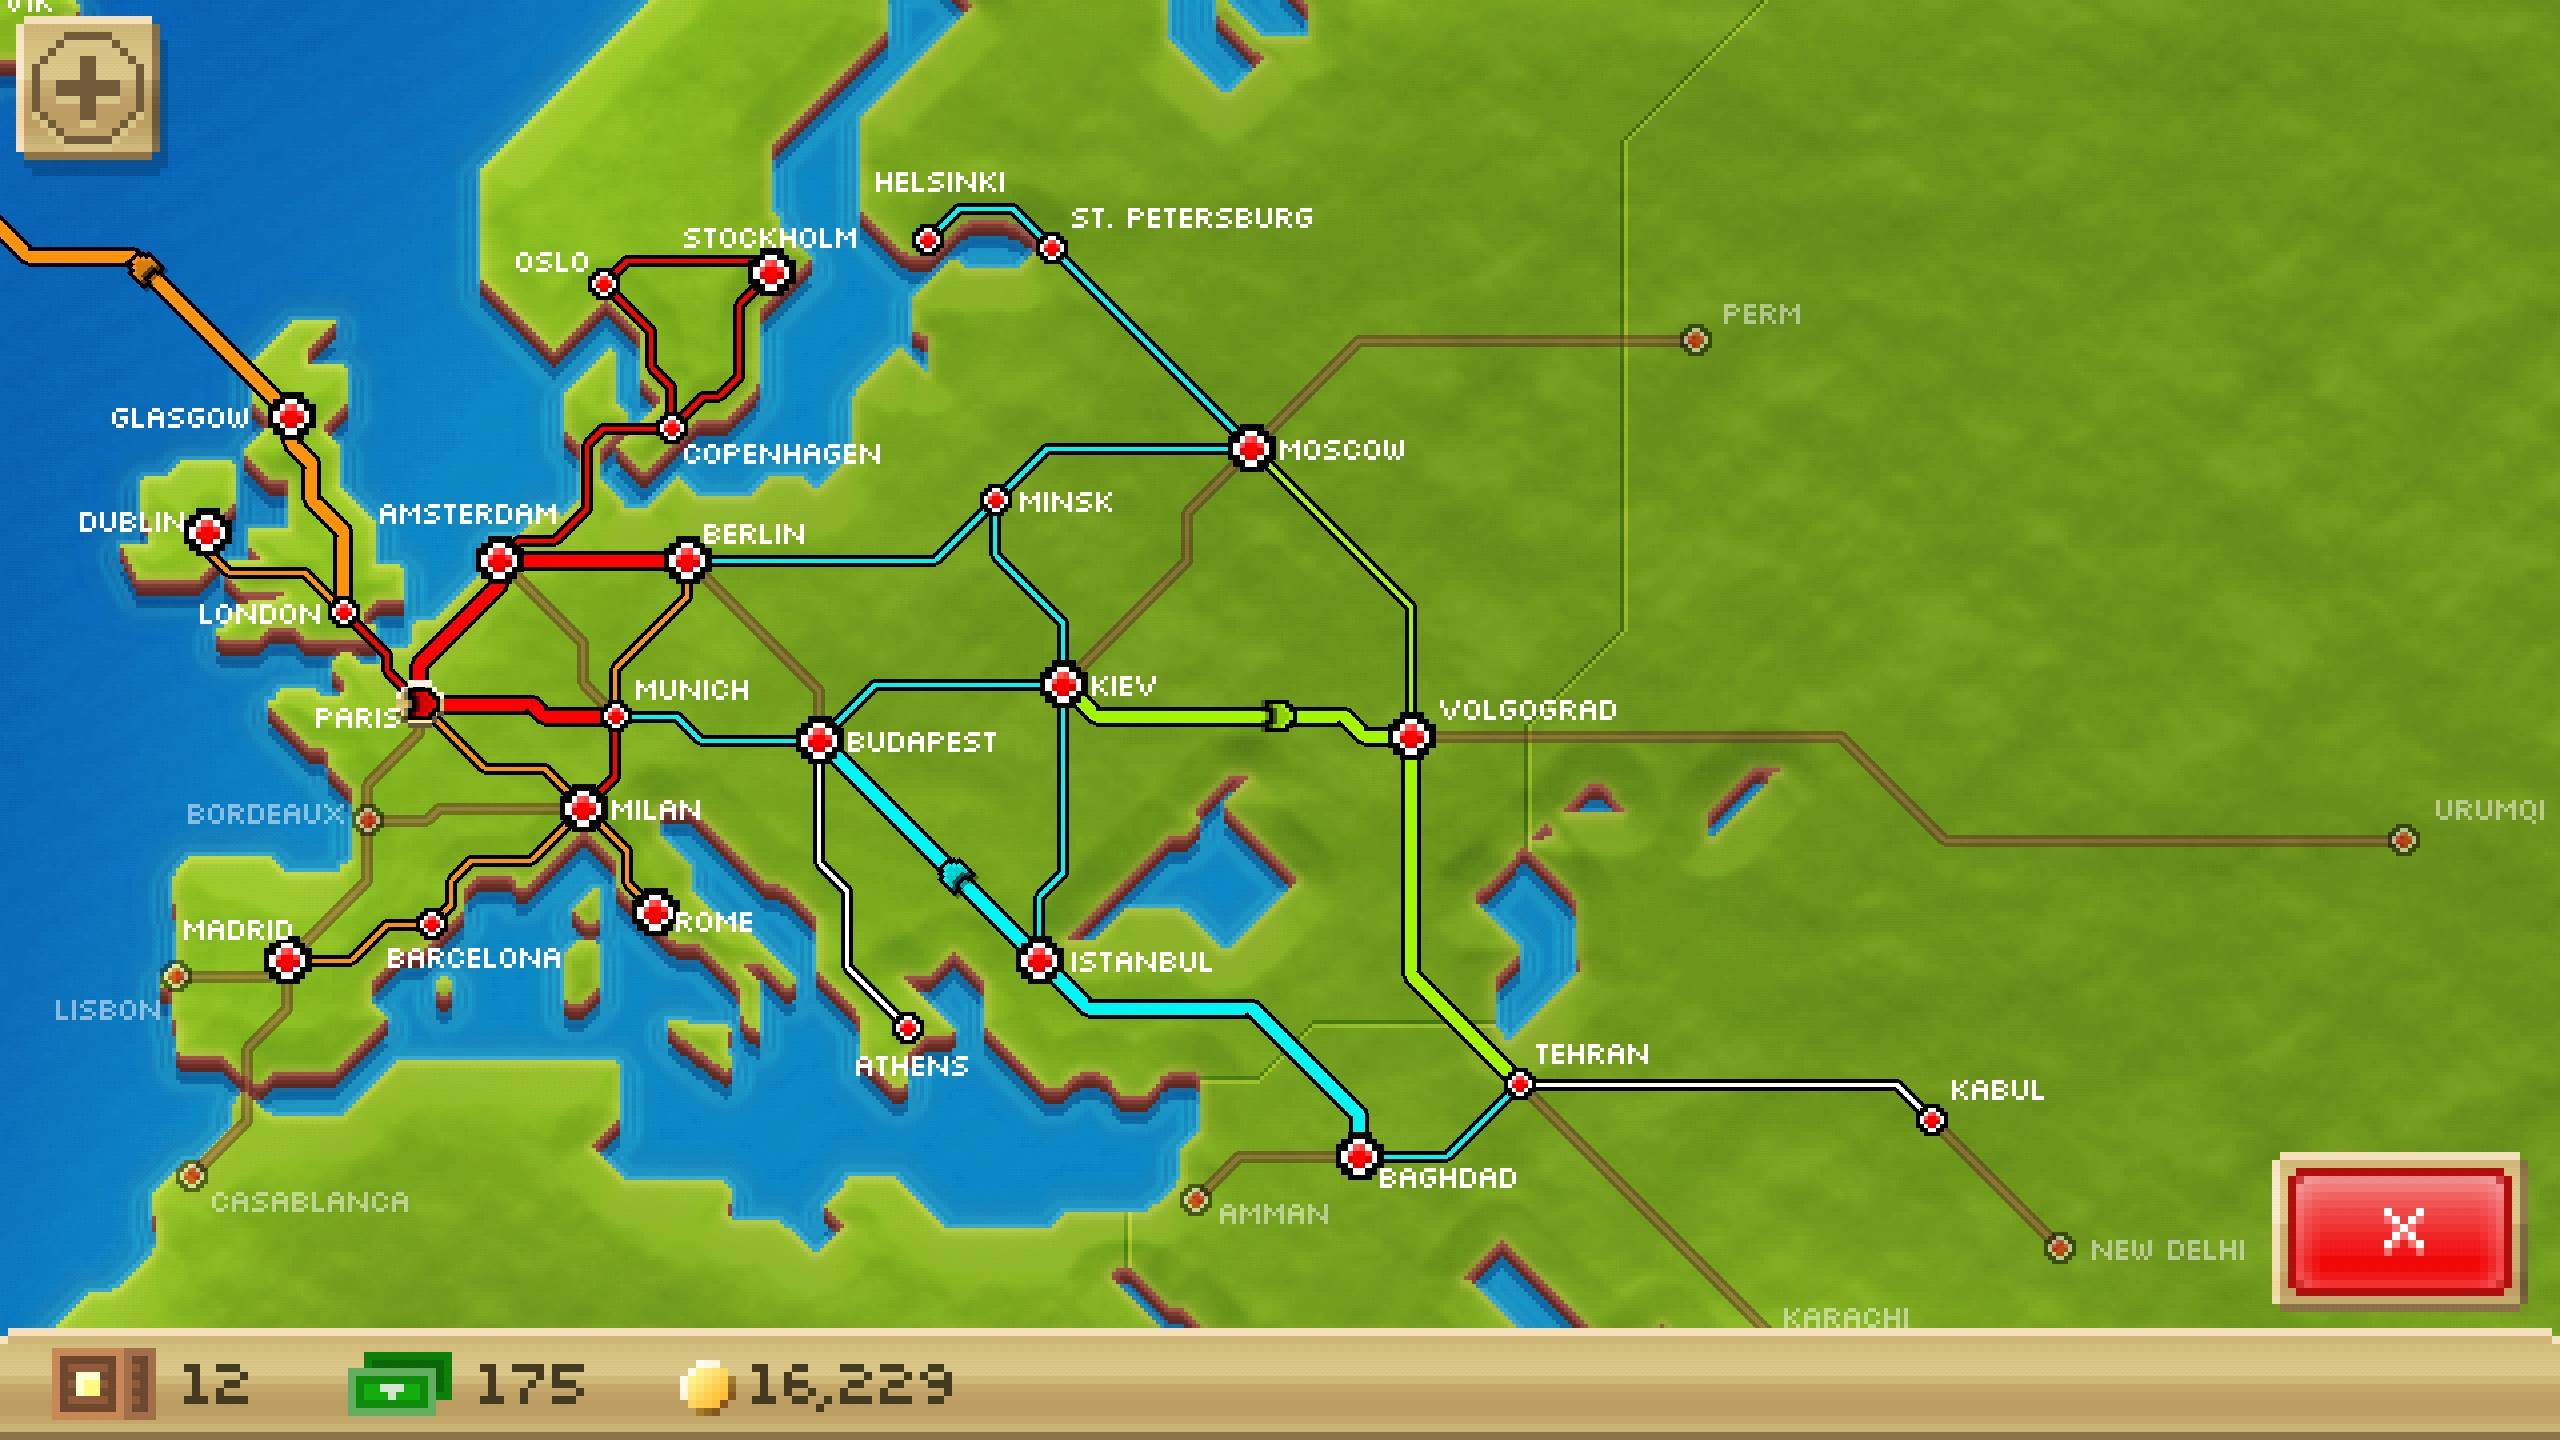 HELSINKI
ST. PETERSBURG
STOCKHOLM
OSLO
PERM
GLASGOW
COPENHAGEN
MOSCOW
MINSK
AMSTERDAM
DUBLIN
BERLIN
LONDON
MUNICH
KIEV
VOLGOGRAD
PARIS
BUDAPEST
BORDEAUX
MILAN
URUMQI
MADRID
ROME
BARCELONA
ISTANBUL
LISBON
TEHRAN
ATHENS
KABUL
BAGHDAD
CASABLANCA
AMMAN
NEW DELHI
KARACHI
X
12 175 16,229